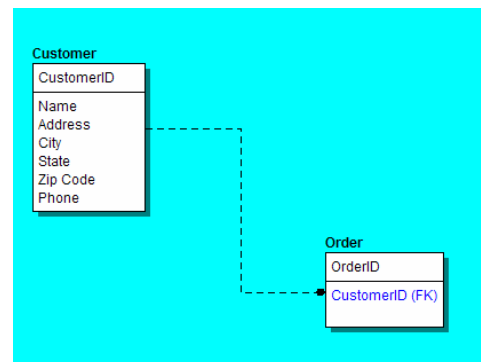 Customer
CustomerID
Name
Address
City
State
Zip Code
Phone
Order
OrderID
CustomerID (FK)